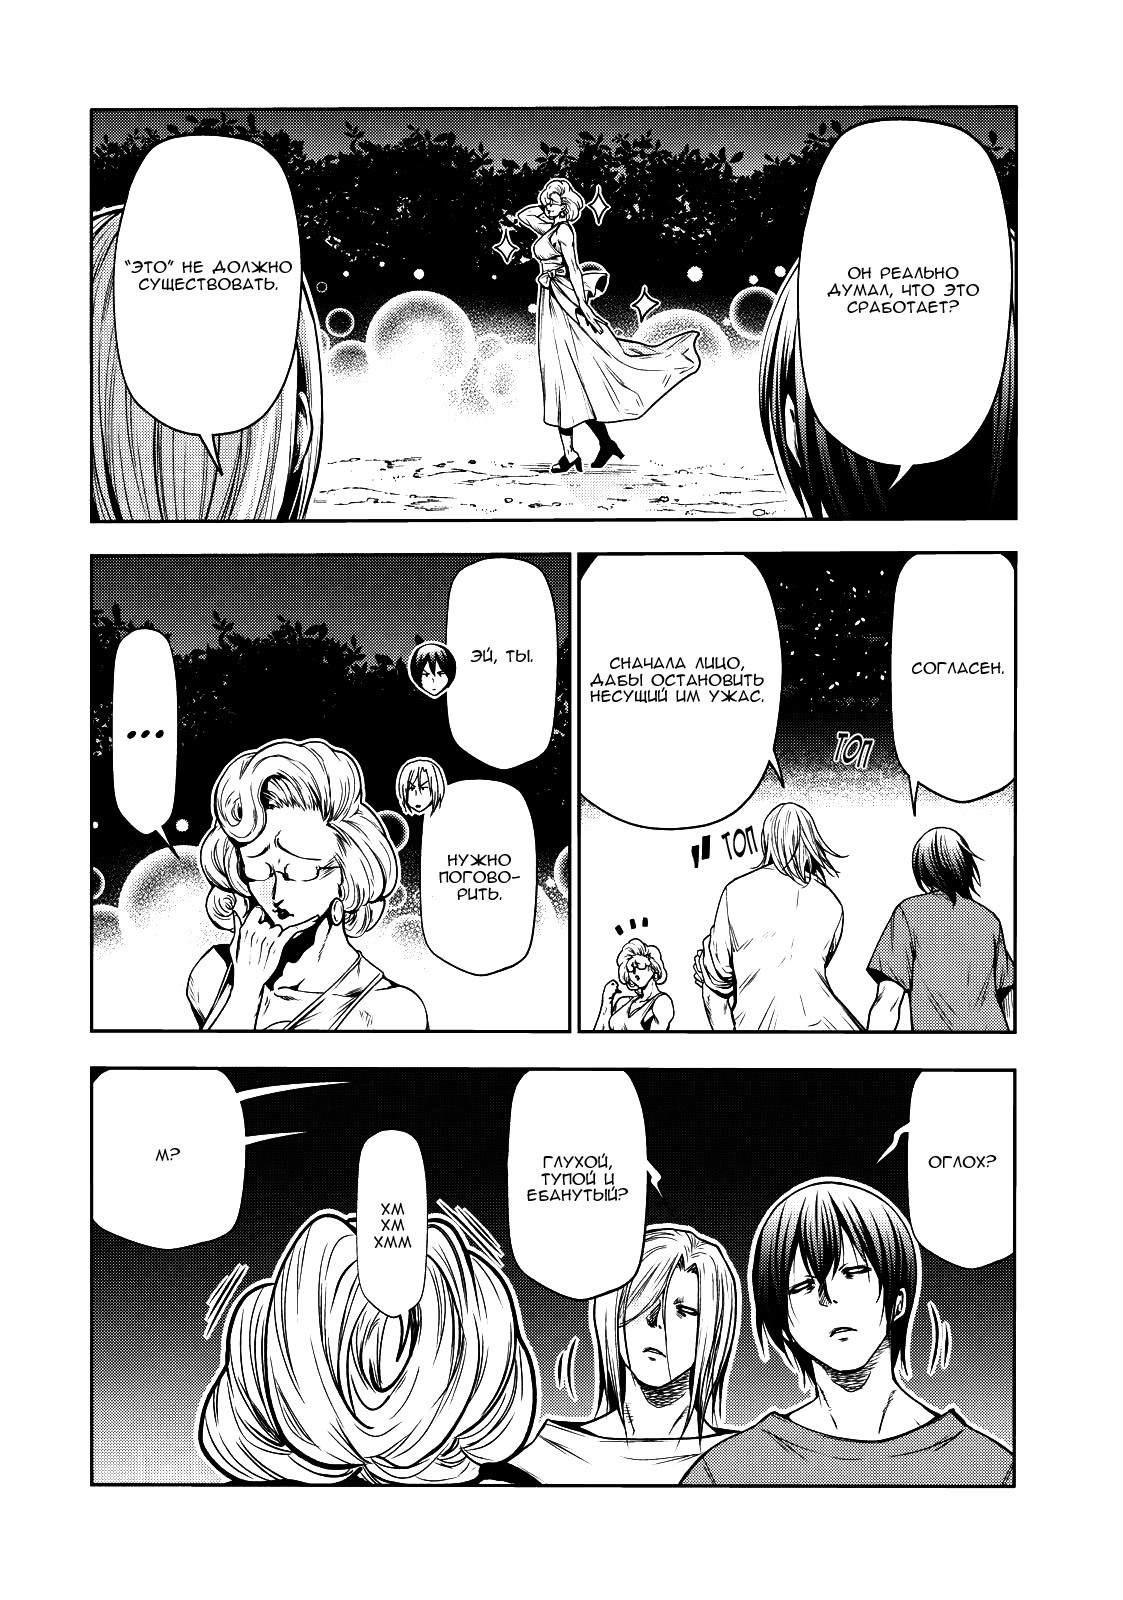 ОН РЕАЛЬНО
ДУМАЛ, ЧТО ЭТО
СРАБОТАЕТ?
"ЭТО" НЕ ДОЛЖНО
СУЩЕСТВОВАТЬ.
СОГЛАСЕН.
СНАЧАЛА ЛИЦО,
ДАБЫ ОСТАНОВИТЬ
НЕСУЩИЙ ИМ УЖАС.
ТОП
ТОП
ЭЙ, ТЫ.
НУЖНО
ПОГОВО-
РИТЬ.
...
ОГЛОХ?
ГЛУХОЙ,
ТУПОЙ И
ЕБАНУТЫЙ?
ХМ
ХМ
ХММ
М?